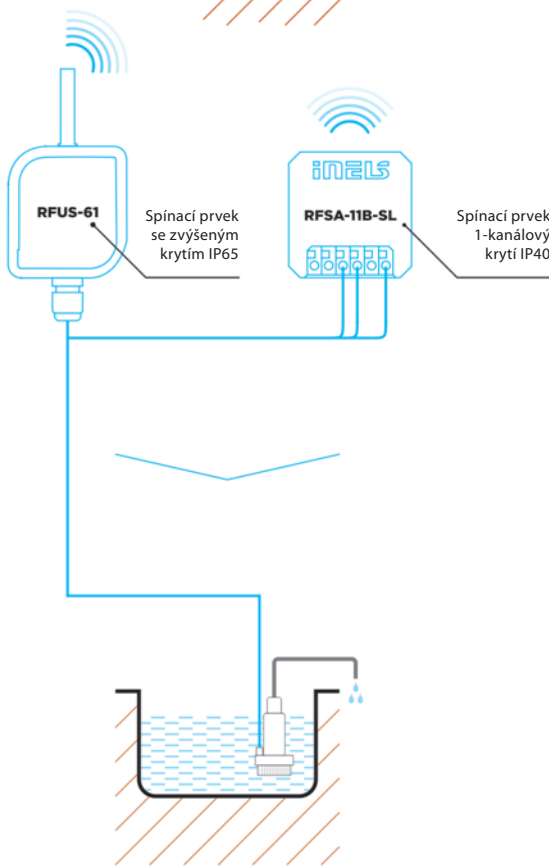 RFUS-61
Spínací prvek
se zvýšeným
krytím IP65
iNELS
RFSA-11B-SL
Spínací prvek
1-kanálový
krytí IP40